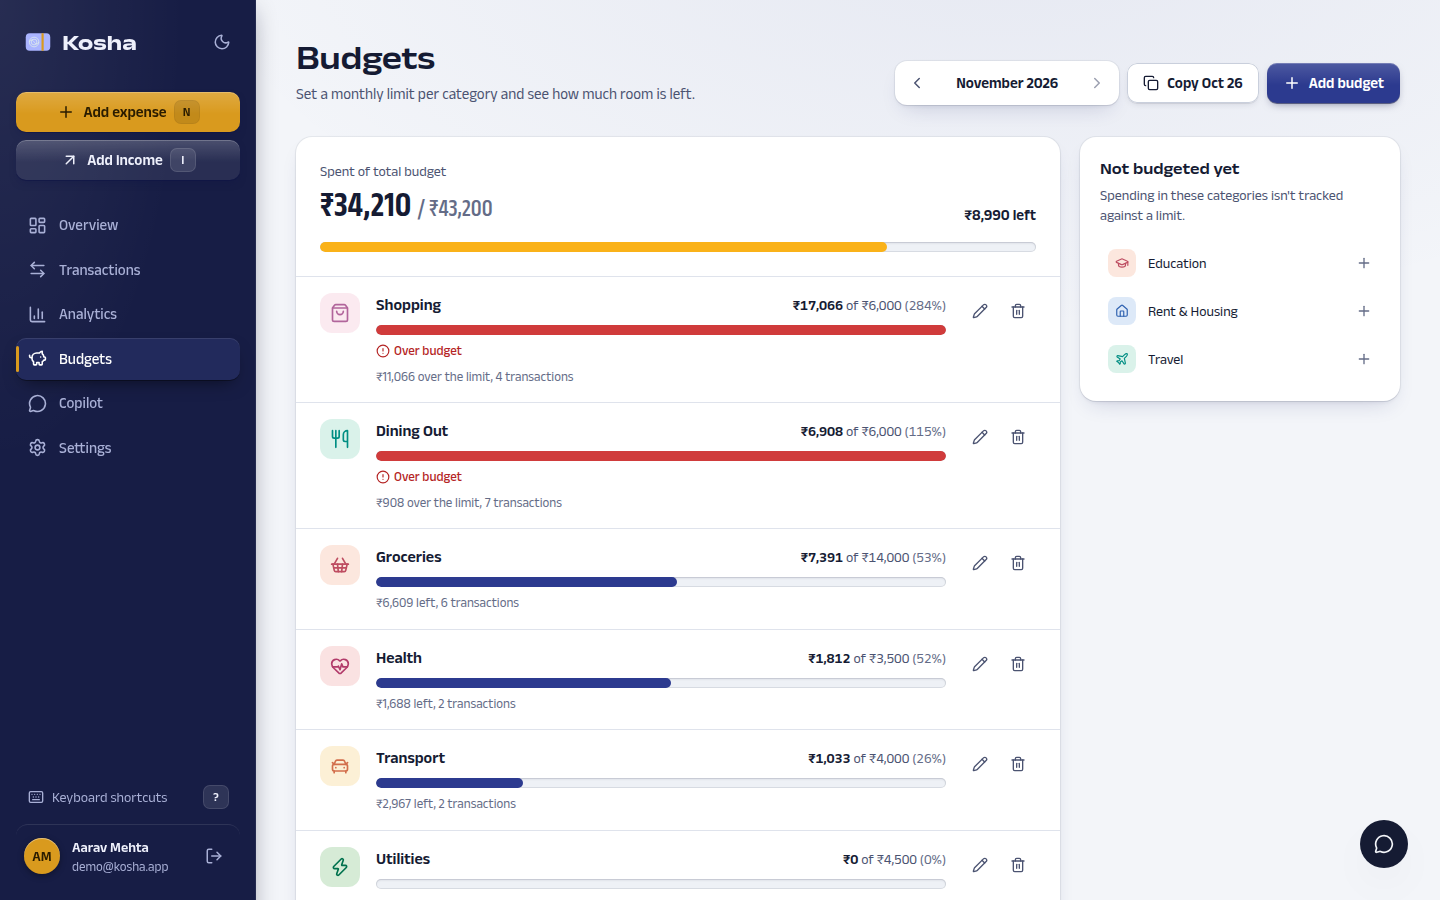 Kosha
Add expense N
Add income I
Overview
Transactions
Analytics
Budgets
Copilot
Settings
Keyboard shortcuts ?
AM
Aarav Mehta
demo@kosha.app
Budgets
Set a monthly limit per category and see how much room is left.
November 2026
Copy Oct 26
Add budget
Spent of total budget
₹34,210 / ₹43,200
₹8,990 left
Shopping
₹17,066 of ₹6,000 (284%)
Over budget
₹11,066 over the limit, 4 transactions
Dining Out
₹6,908 of ₹6,000 (115%)
Over budget
₹908 over the limit, 7 transactions
Groceries
₹7,391 of ₹14,000 (53%)
₹6,609 left, 6 transactions
Health
₹1,812 of ₹3,500 (52%)
₹1,688 left, 2 transactions
Transport
₹1,033 of ₹4,000 (26%)
₹2,967 left, 2 transactions
Utilities
₹0 of ₹4,500 (0%)
Not budgeted yet
Spending in these categories isn't tracked
against a limit.
Education
Rent & Housing
Travel